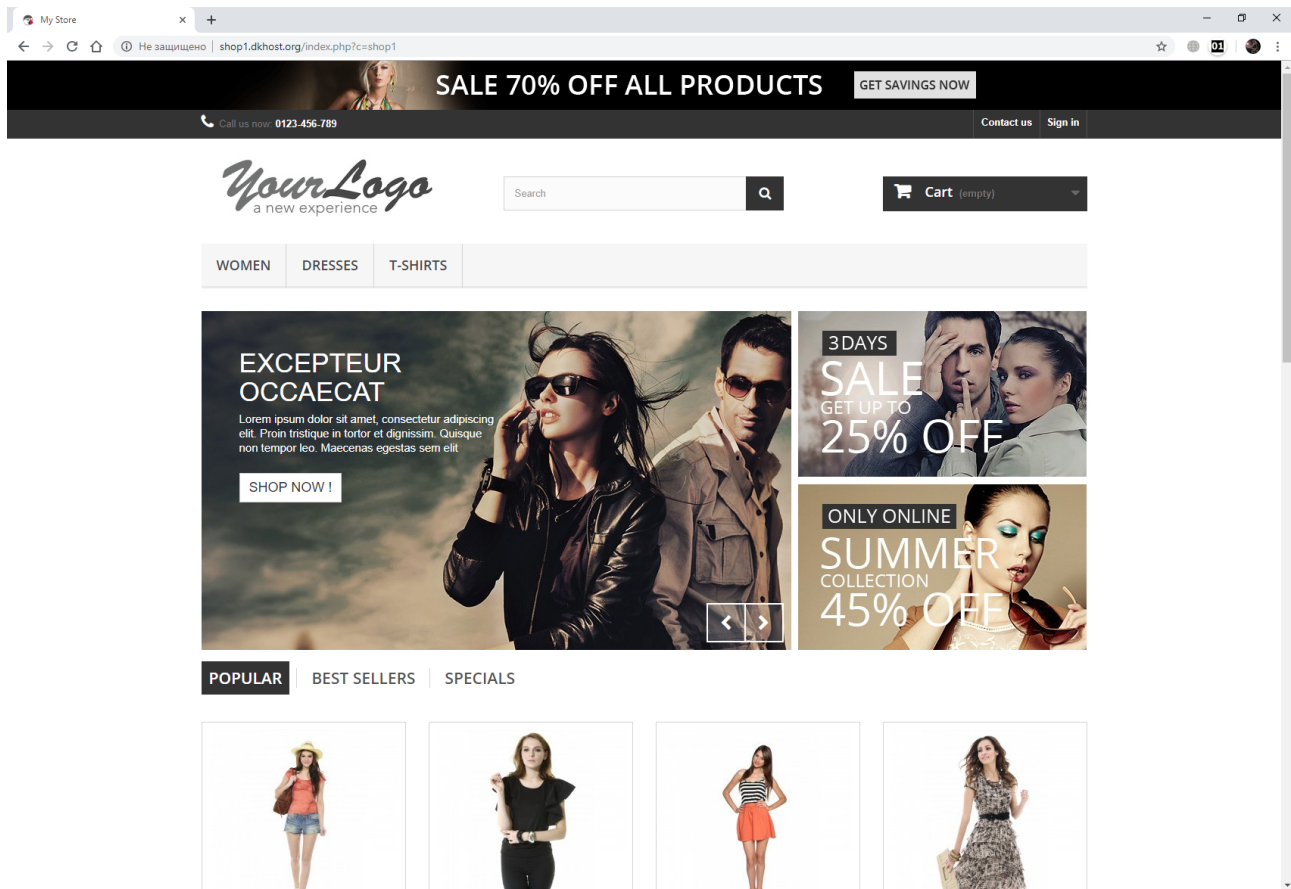 My Store
Не защищено
shop1.dkhost.org/index.php?c=shop1
01
SALE 70% OFF ALL PRODUCTS
GET SAVINGS NOW
Call us now: 0123-456-789
Contact us
Sign in
YourLogo
a new experience
Search
Cart (empty)
WOMEN
DRESSES
T-SHIRTS
EXCEPTEUR
OCCAECAT
Lorem ipsum dolor sit amet, consectetur adipiscing
elit. Proin tristique in tortor et dignissim. Quisque
non tempor leo. Maecenas egestas sem elit
SHOP NOW !
3 DAYS
SALE
GET UP TO
25% OFF
ONLY ONLINE
SUMMER
COLLECTION
45% OFF
POPULAR
BEST SELLERS
SPECIALS